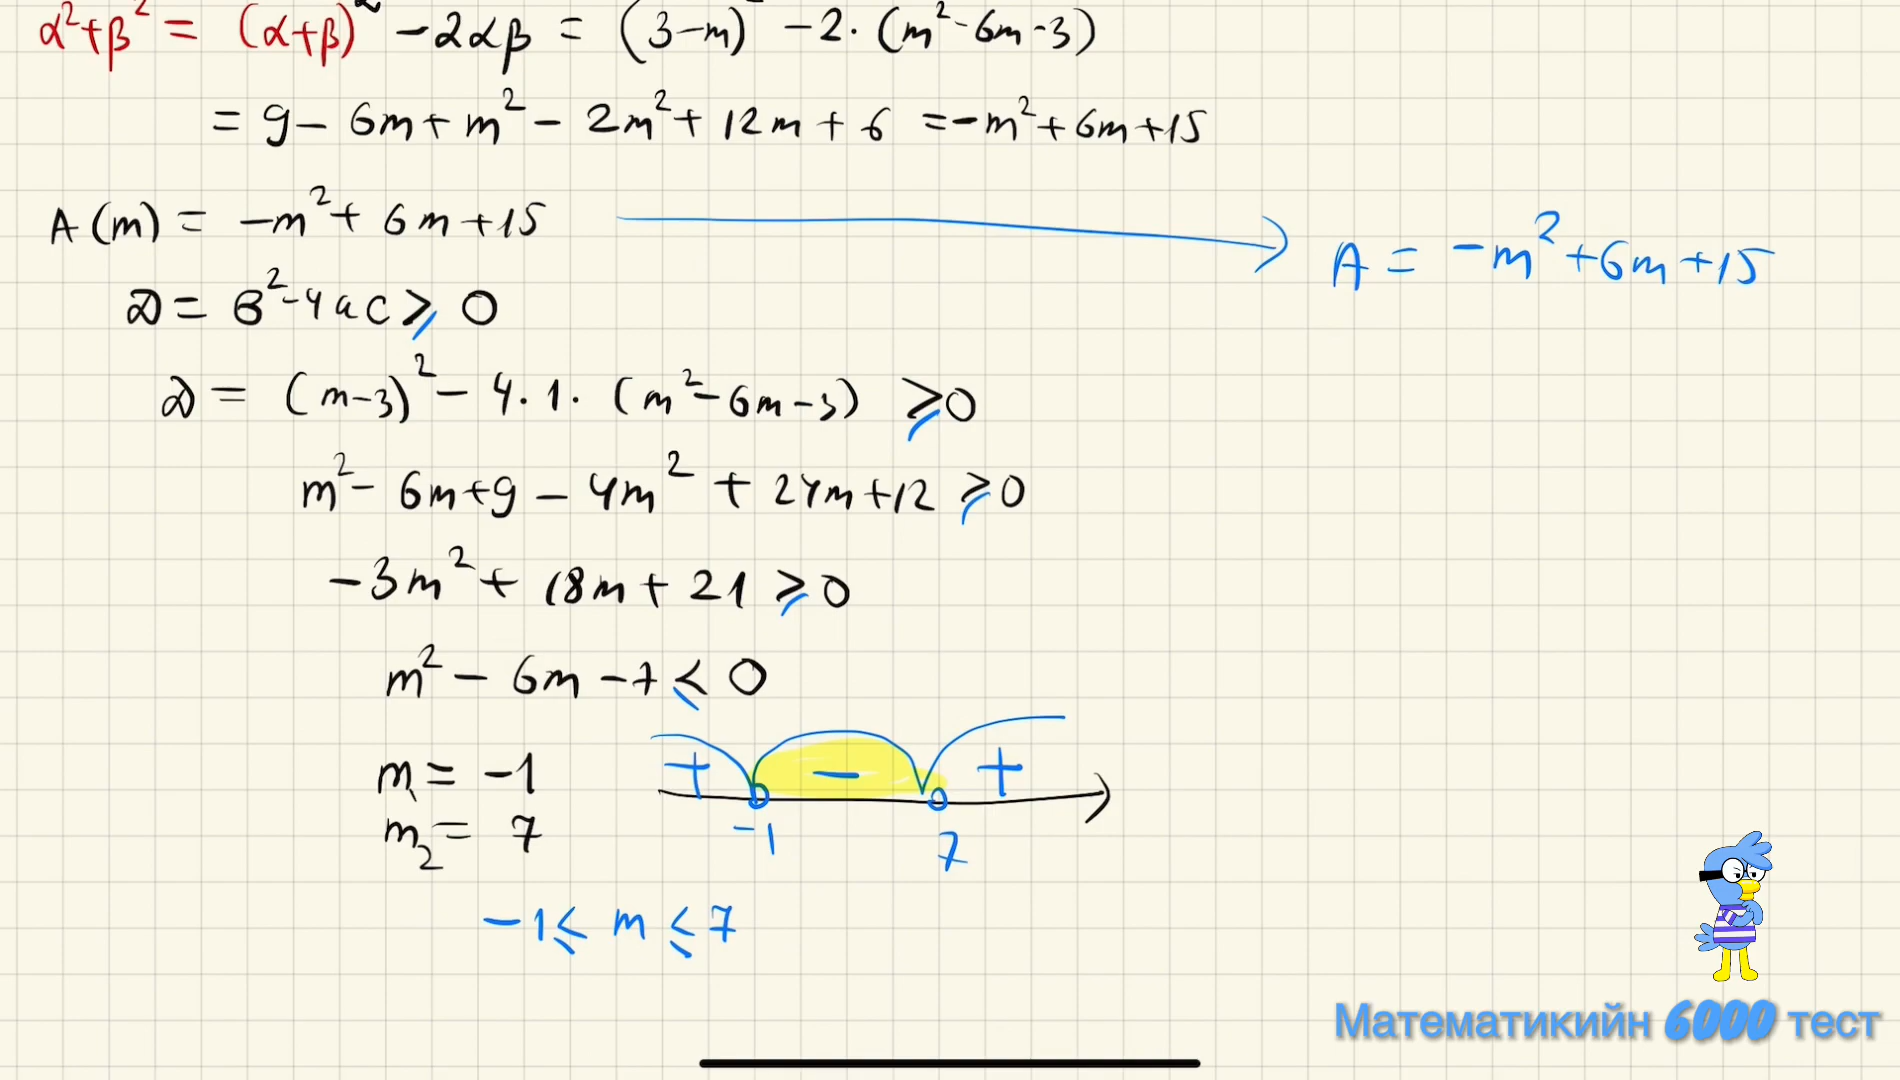 α²+β² = (α+β)² -2αβ = (3-m)² -2·(m²-6m-3)
= 9- 6m+m²- 2m²+12m+6 =-m²+6m+15
A(m) = -m²+ 6m+15
A = -m²+6m+15
D = в²-4ac ⩾ 0
D = (m-3)²- 4·1·(m²-6m-3) ⩾0
m²- 6m+9 - 4m² + 24m+12 ⩾0
-3m²+ 18m+ 21 ⩾0
m²- 6m -7 ⩽ 0
+ - +
m₁= -1
m₂= 7
-1 7
-1⩽ m ⩽7
Математикийн 6000 тест